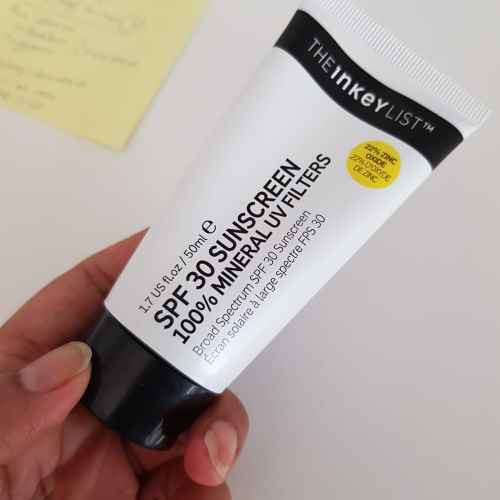 THE INKEY LIST™
22% ZINC
OXIDE
22% D'OXYDE
DE ZINC
1.7 US fl.oz / 50ml e
SPF 30 SUNSCREEN
100% MINERAL UV FILTERS
Broad Spectrum SPF 30 Sunscreen
Écran solaire à large spectre FPS 30